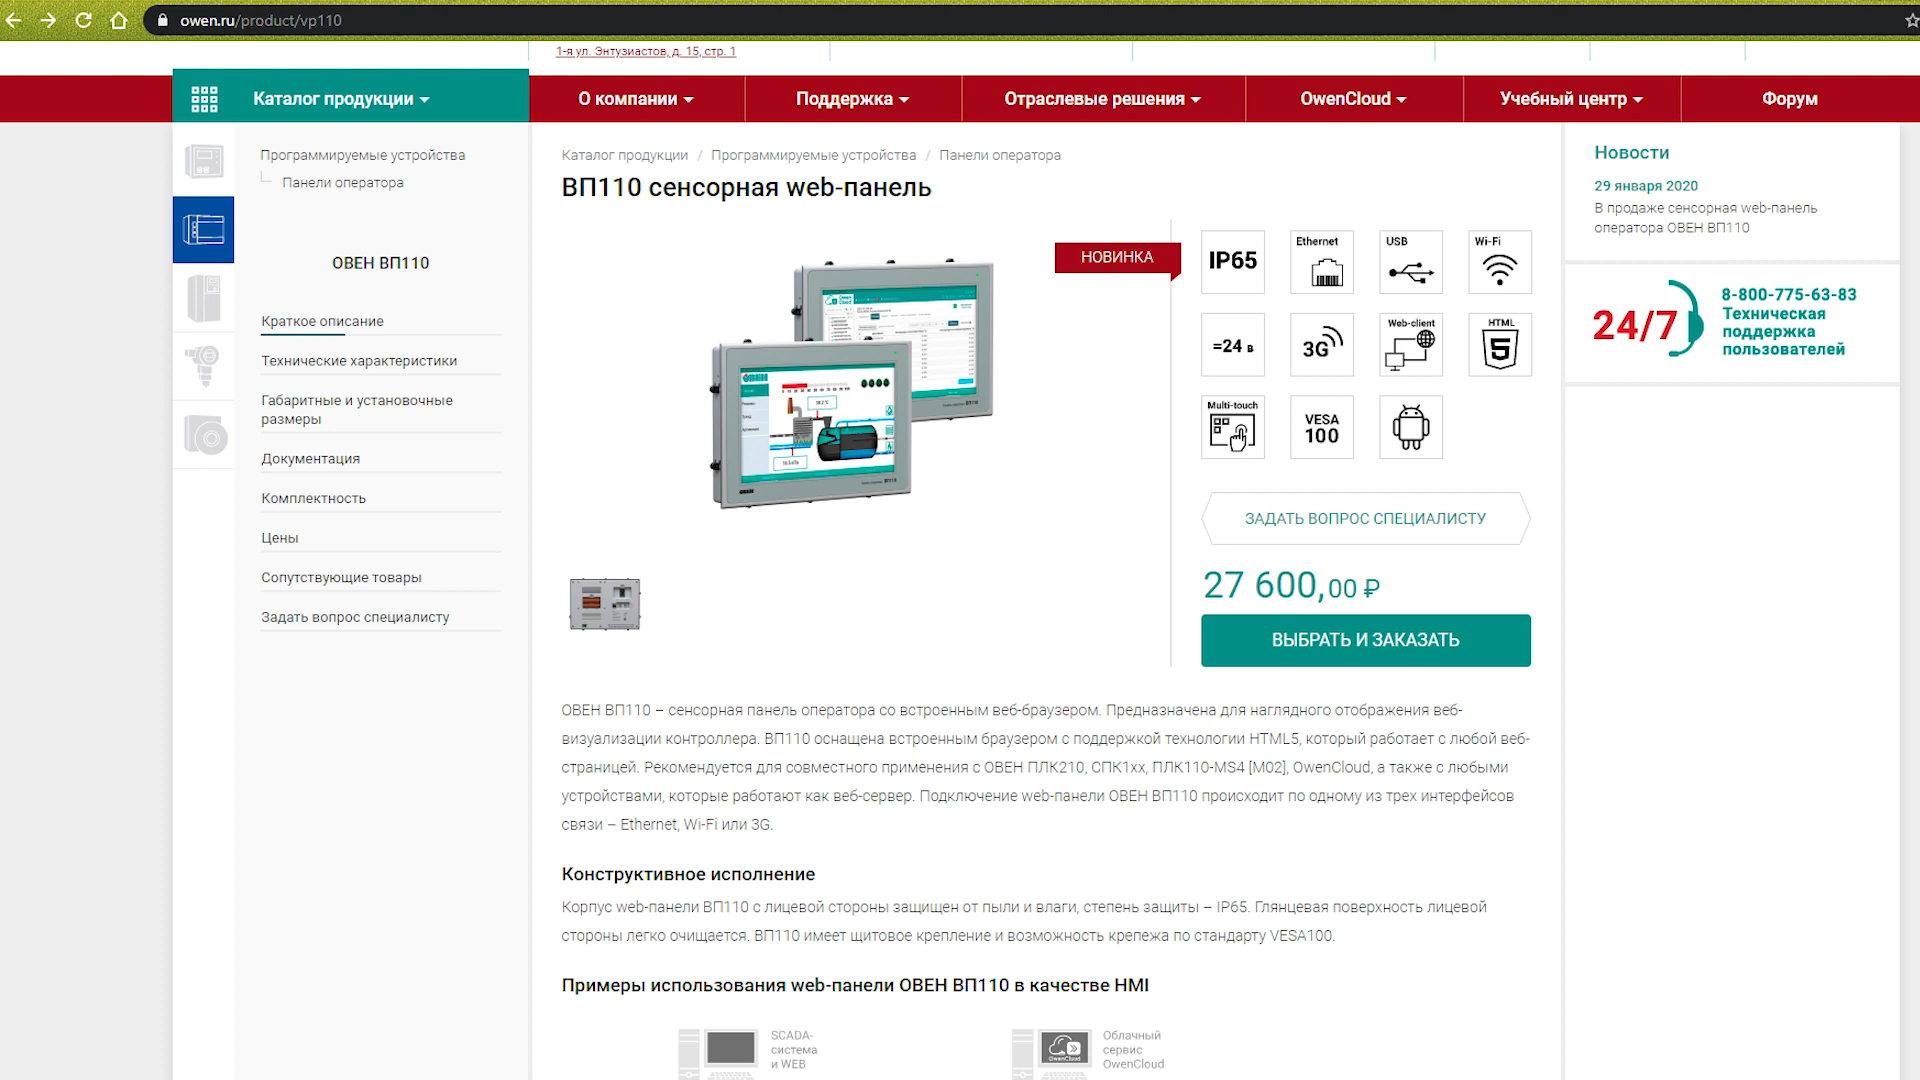 owen.ru/product/vp110
1-я ул. Энтузиастов, д. 15, стр. 1
Каталог продукции
О компании
Поддержка
Отраслевые решения
OwenCloud
Учебный центр
Форум
Программируемые устройства
Панели оператора
ОВЕН ВП110
Краткое описание
Технические характеристики
Габаритные и установочные
размеры
Документация
Комплектность
Цены
Сопутствующие товары
Задать вопрос специалисту
Каталог продукции / Программируемые устройства / Панели оператора
ВП110 сенсорная web-панель
НОВИНКА
IP65
Ethernet
USB
Wi-Fi
=24 в
3G
Web-client
HTML
5
Multi-touch
VESA
100
ЗАДАТЬ ВОПРОС СПЕЦИАЛИСТУ
27 600,00 ₽
ВЫБРАТЬ И ЗАКАЗАТЬ
ОВЕН ВП110 – сенсорная панель оператора со встроенным веб-браузером. Предназначена для наглядного отображения веб-
визуализации контроллера. ВП110 оснащена встроенным браузером с поддержкой технологии HTML5, который работает с любой веб-
страницей. Рекомендуется для совместного применения с ОВЕН ПЛК210, СПК1xx, ПЛК110-MS4 [M02], OwenCloud, а также с любыми
устройствами, которые работают как веб-сервер. Подключение web-панели ОВЕН ВП110 происходит по одному из трех интерфейсов
связи – Ethernet, Wi-Fi или 3G.
Конструктивное исполнение
Корпус web-панели ВП110 с лицевой стороны защищен от пыли и влаги, степень защиты – IP65. Глянцевая поверхность лицевой
стороны легко очищается. ВП110 имеет щитовое крепление и возможность крепежа по стандарту VESA100.
Примеры использования web-панели ОВЕН ВП110 в качестве HMI
SCADA-
система
и WEB
OwenCloud
Облачный
сервис
OwenCloud
Новости
29 января 2020
В продаже сенсорная web-панель
оператора ОВЕН ВП110
24/7
8-800-775-63-83
Техническая
поддержка
пользователей